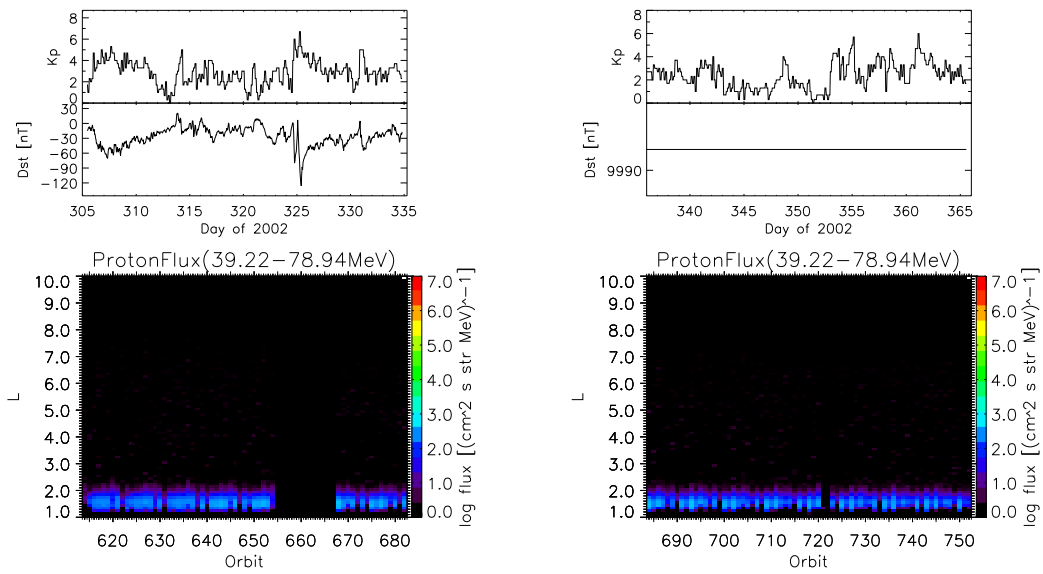 8
6
4
2
0
Kp
30
0
−30
−60
−90
−120
Dst [nT]
305 310 315 320 325 330 335
Day of 2002
ProtonFlux(39.22−78.94MeV)
10.0
9.0
8.0
7.0
6.0
5.0
4.0
3.0
2.0
1.0
L
620 630 640 650 660 670 680
Orbit
7.0
6.0
5.0
4.0
3.0
2.0
1.0
0.0
log flux [(cm^2 s str MeV)^−1]
8
6
4
2
0
Kp
9990
Dst [nT]
340 345 350 355 360 365
Day of 2002
ProtonFlux(39.22−78.94MeV)
10.0
9.0
8.0
7.0
6.0
5.0
4.0
3.0
2.0
1.0
L
690 700 710 720 730 740 750
Orbit
7.0
6.0
5.0
4.0
3.0
2.0
1.0
0.0
log flux [(cm^2 s str MeV)^−1]